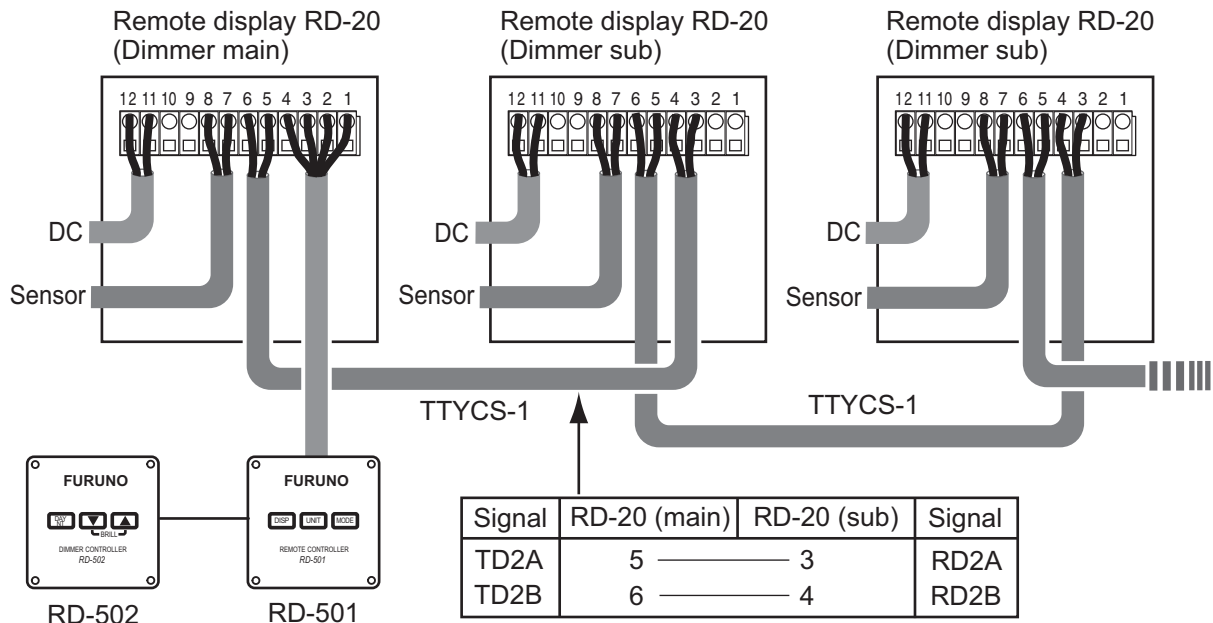 Remote display RD-20
(Dimmer main)
Remote display RD-20
(Dimmer sub)
Remote display RD-20
(Dimmer sub)
12 11 10 9 8 7 6 5 4 3 2 1
12 11 10 9 8 7 6 5 4 3 2 1
12 11 10 9 8 7 6 5 4 3 2 1
DC
DC
DC
Sensor
Sensor
Sensor
TTYCS-1
TTYCS-1
FURUNO
DAY
NT
BRILL
DIMMER CONTROLLER
RD-502
RD-502
FURUNO
DISP UNIT MODE
REMOTE CONTROLLER
RD-501
RD-501
Signal RD-20 (main) RD-20 (sub) Signal
TD2A 5 3 RD2A
TD2B 6 4 RD2B